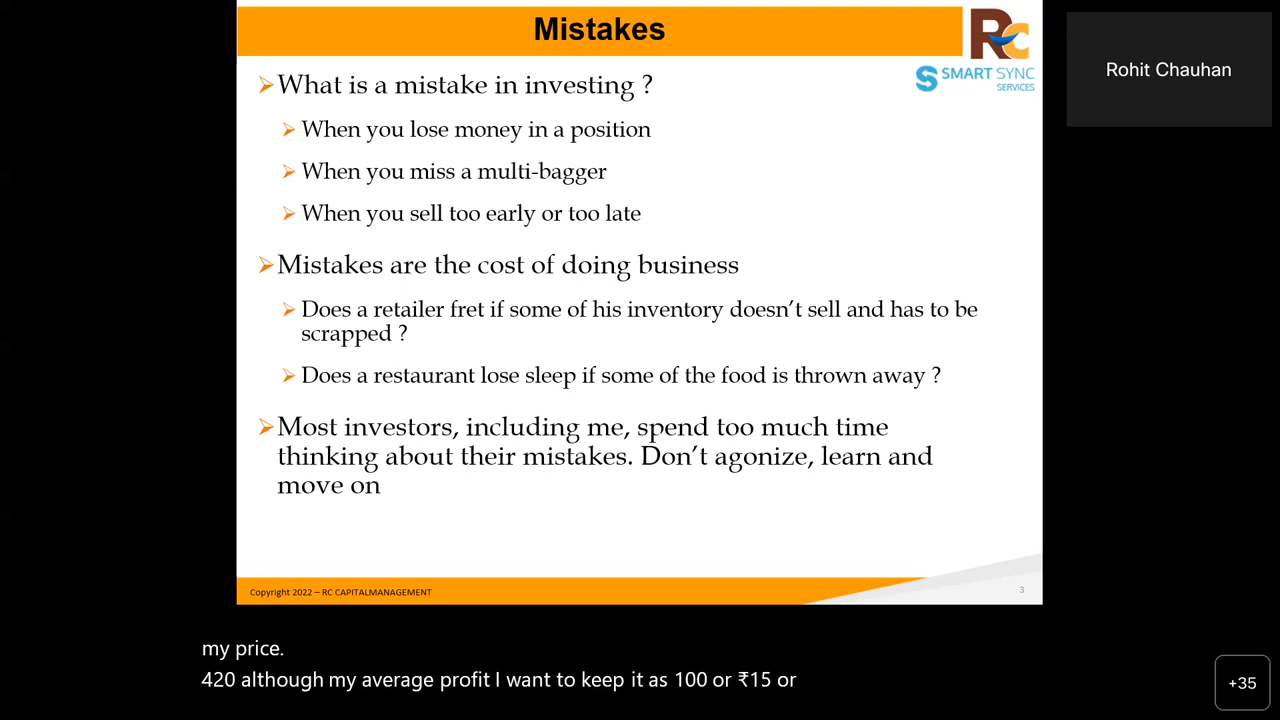 Mistakes
Rc
SMART SYNC
SERVICES
Rohit Chauhan
What is a mistake in investing ?
When you lose money in a position
When you miss a multi-bagger
When you sell too early or too late
Mistakes are the cost of doing business
Does a retailer fret if some of his inventory doesn’t sell and has to be
scrapped ?
Does a restaurant lose sleep if some of the food is thrown away ?
Most investors, including me, spend too much time
thinking about their mistakes. Don’t agonize, learn and
move on
Copyright 2022 – RC CAPITALMANAGEMENT
3
my price.
420 although my average profit I want to keep it as 100 or ₹15 or
+35